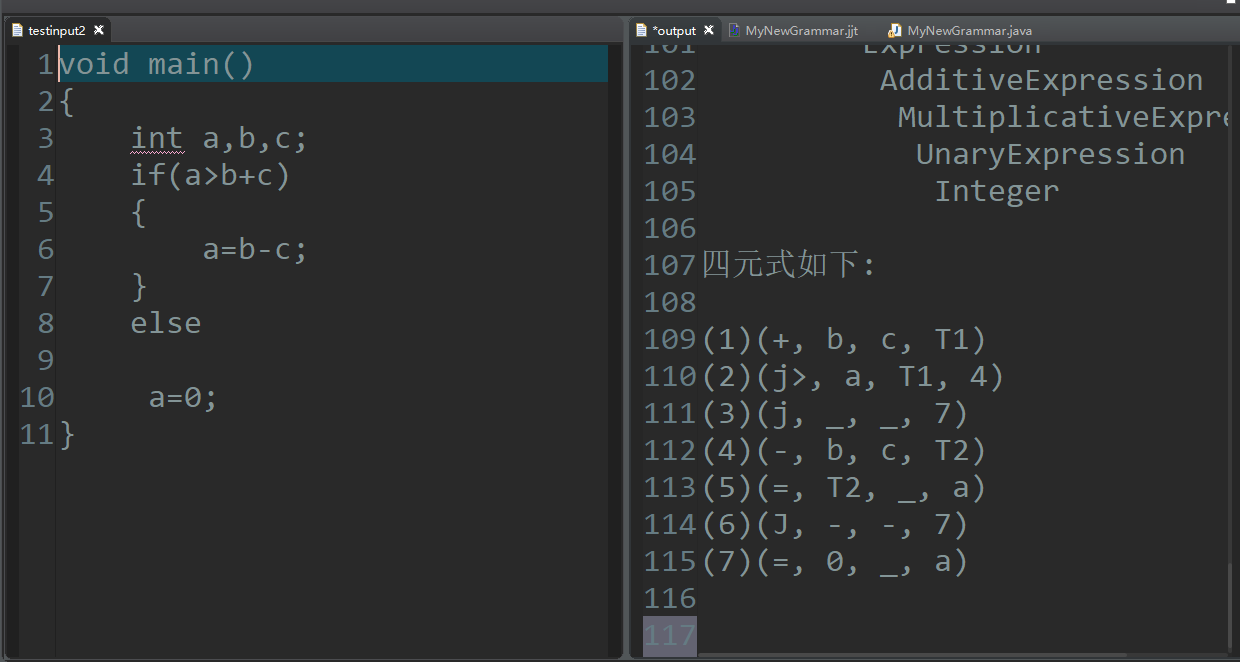 testinput2
*output
MyNewGrammar.jjt
MyNewGrammar.java
1 void main()
2 {
3 int a,b,c;
4 if(a>b+c)
5 {
6 a=b-c;
7 }
8 else
9
10 a=0;
11 }
101 Expression
102 AdditiveExpression
103 MultiplicativeExpre
104 UnaryExpression
105 Integer
106
107 四元式如下:
108
109 (1)(+, b, c, T1)
110 (2)(j>, a, T1, 4)
111 (3)(j, _, _, 7)
112 (4)(-, b, c, T2)
113 (5)(=, T2, _, a)
114 (6)(J, -, -, 7)
115 (7)(=, 0, _, a)
116
117